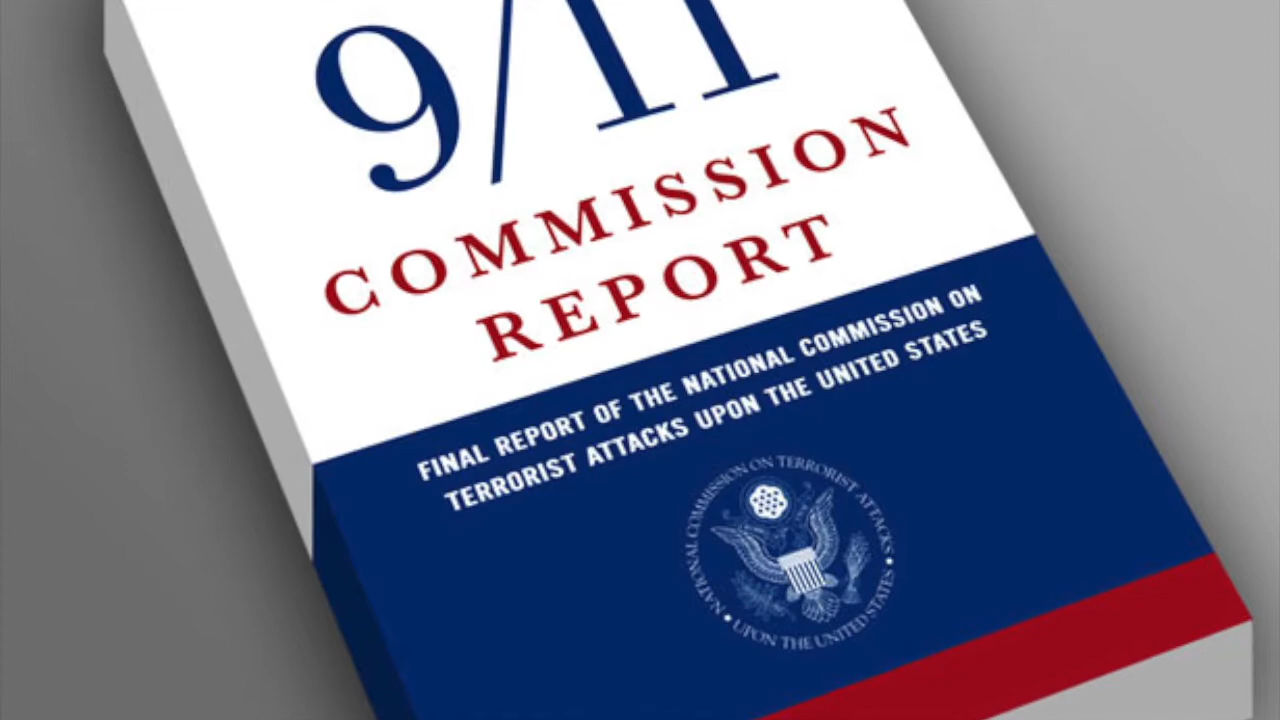 9/11
COMMISSION
REPORT
FINAL REPORT OF THE NATIONAL COMMISSION ON
TERRORIST ATTACKS UPON THE UNITED STATES
NATIONAL COMMISSION ON TERRORIST ATTACKS
• UPON THE UNITED STATES •